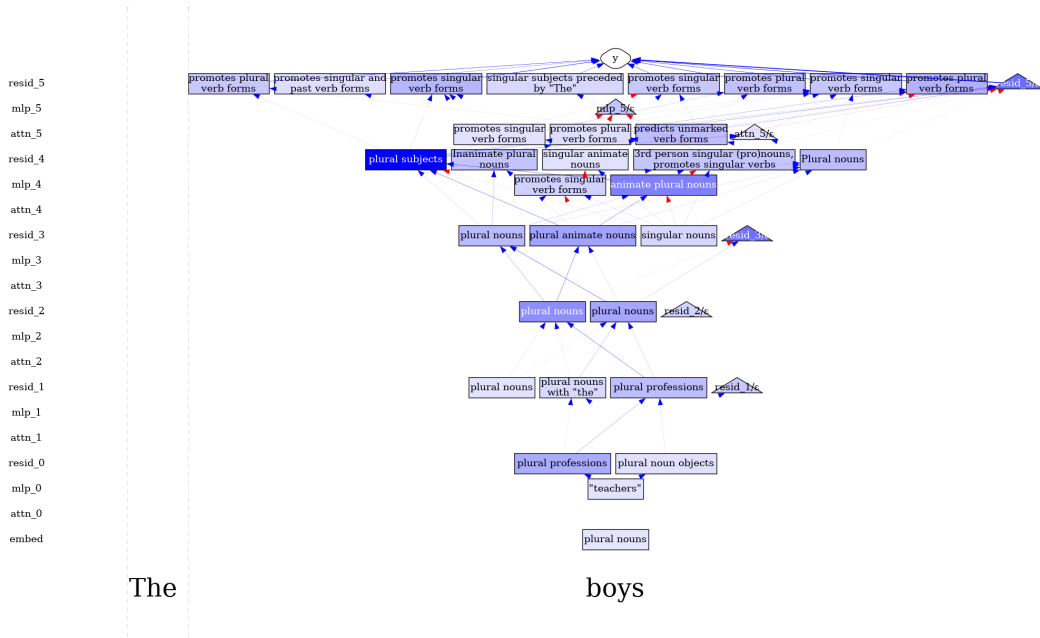 y
resid_5
promotes plural
verb forms
promotes singular and
past verb forms
promotes singular
verb forms
singular subjects preceded
by "The"
promotes singular
verb forms
promotes plural
verb forms
promotes singular
verb forms
promotes plural
verb forms
mlp_5
mlp_5/ε
attn_5
promotes singular
verb forms
promotes plural
verb forms
predicts unmarked
verb forms
attn_5/ε
resid_4
plural subjects
Inanimate plural
nouns
singular animate
nouns
3rd person singular (pro)nouns,
promotes singular verbs
Plural nouns
mlp_4
promotes singular
verb forms
animate plural nouns
attn_4
resid_3
plural nouns
plural animate nouns
singular nouns
mlp_3
attn_3
resid_2
plural nouns
plural nouns
resid_2/ε
mlp_2
attn_2
resid_1
plural nouns
plural nouns
with "the"
plural professions
resid_1/ε
mlp_1
attn_1
resid_0
plural professions
plural noun objects
mlp_0
"teachers"
attn_0
embed
plural nouns
The
boys